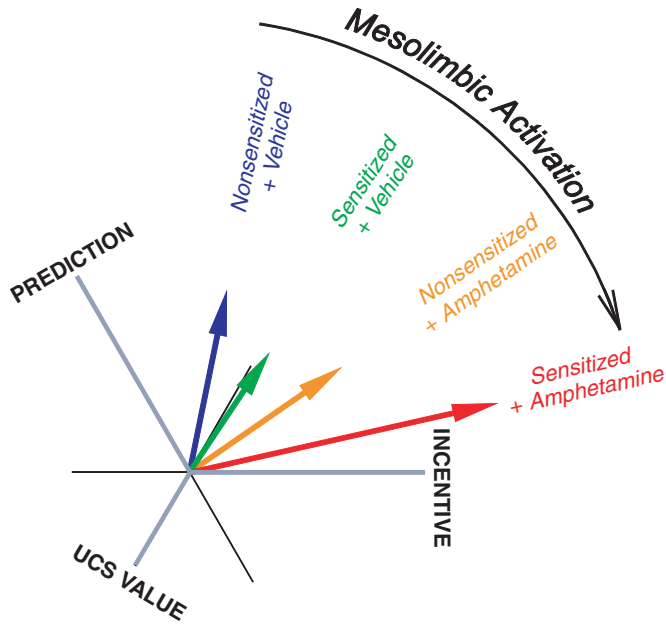 Mesolimbic Activation
Nonsensitized
+ Vehicle
Sensitized
+ Vehicle
Nonsensitized
+ Amphetamine
Sensitized
+ Amphetamine
PREDICTION
INCENTIVE
UCS VALUE